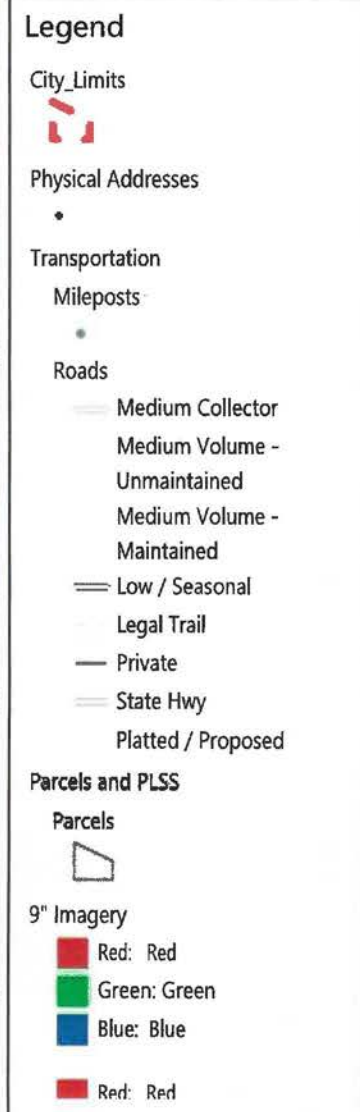 Legend
City_Limits
Physical Addresses
Transportation
Mileposts
Roads
Medium Collector
Medium Volume -
Unmaintained
Medium Volume -
Maintained
Low / Seasonal
Legal Trail
Private
State Hwy
Platted / Proposed
Parcels and PLSS
Parcels
9" Imagery
Red: Red
Green: Green
Blue: Blue
Red: Red